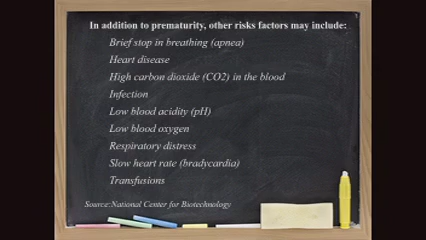 In addition to prematurity, other risks factors may include:
Brief stop in breathing (apnea)
Heart disease
High carbon dioxide (CO2) in the blood
Infection
Low blood acidity (pH)
Low blood oxygen
Respiratory distress
Slow heart rate (bradycardia)
Transfusions
Source:National Center for Biotechnology